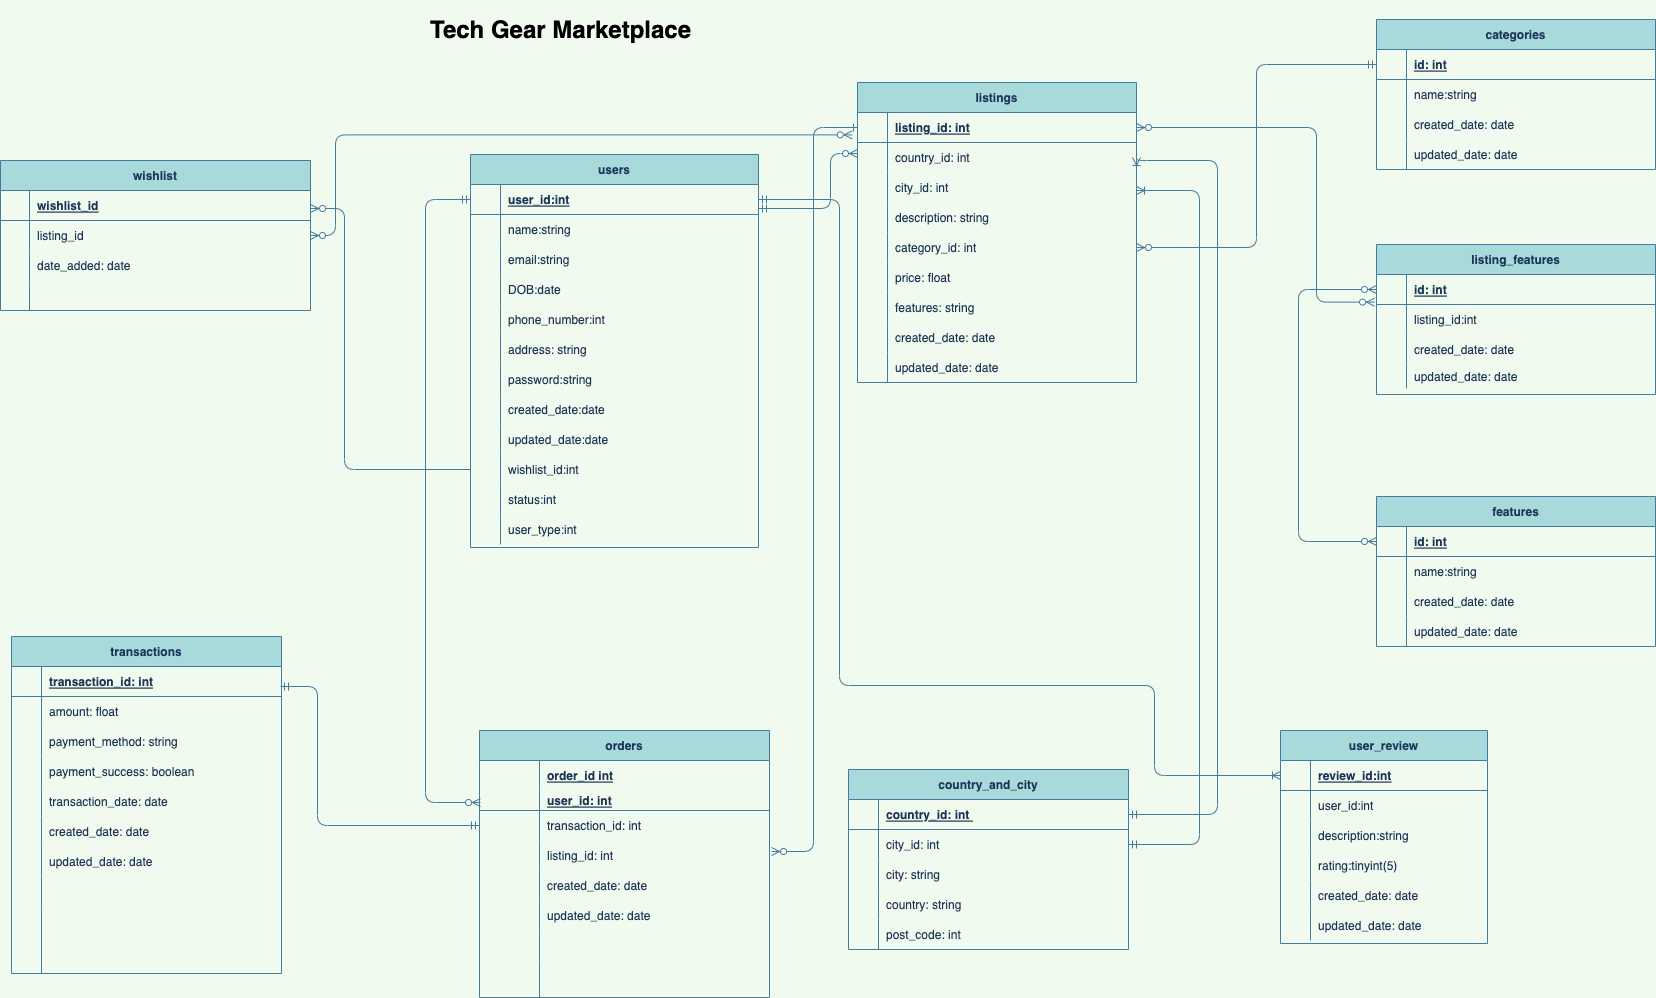 Tech Gear Marketplace
categories
id: int
name:string
created_date: date
updated_date: date
listings
listing_id: int
country_id: int
city_id: int
description: string
category_id: int
price: float
features: string
created_date: date
updated_date: date
wishlist
wishlist_id
listing_id
date_added: date
users
user_id:int
name:string
email:string
DOB:date
phone_number:int
address: string
password:string
created_date:date
updated_date:date
wishlist_id:int
status:int
user_type:int
listing_features
id: int
listing_id:int
created_date: date
updated_date: date
features
id: int
name:string
created_date: date
updated_date: date
transactions
transaction_id: int
amount: float
payment_method: string
payment_success: boolean
transaction_date: date
created_date: date
updated_date: date
orders
order_id int
user_id: int
transaction_id: int
listing_id: int
created_date: date
updated_date: date
country_and_city
country_id: int
city_id: int
city: string
country: string
post_code: int
user_review
review_id:int
user_id:int
description:string
rating:tinyint(5)
created_date: date
updated_date: date